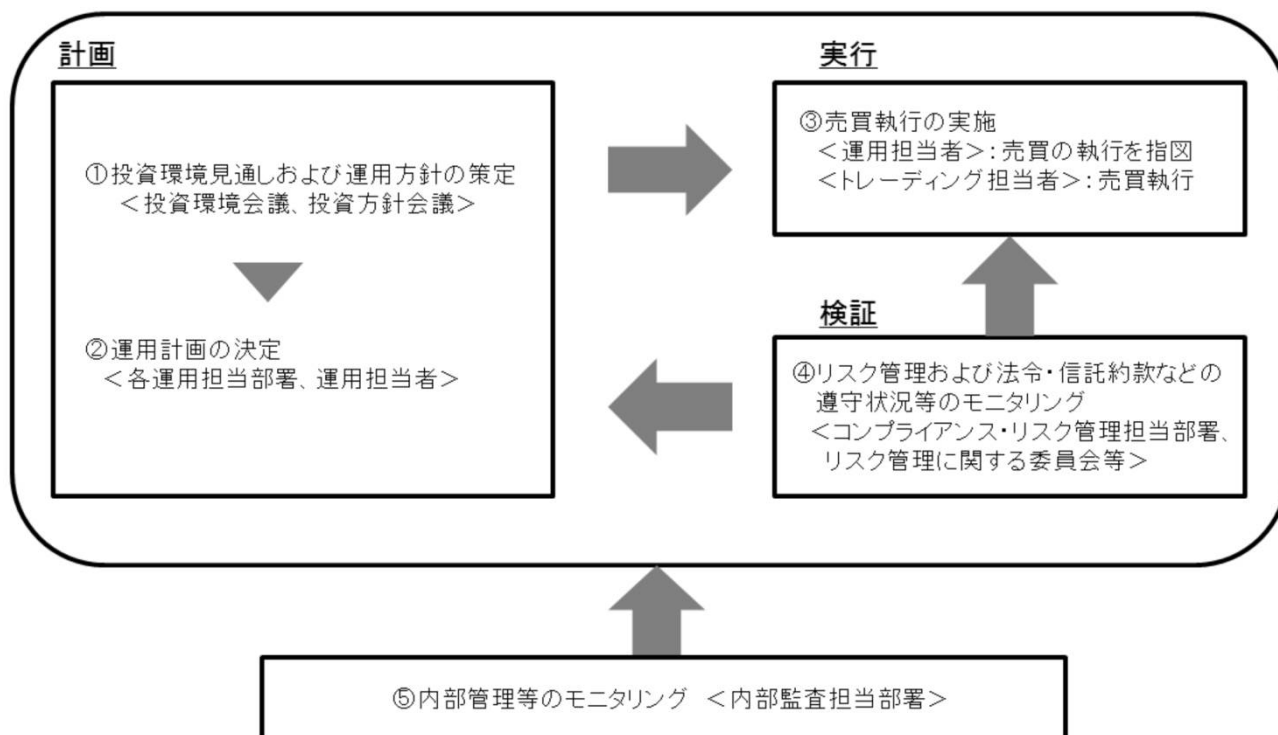 計画
①投資環境見通しおよび運用方針の策定
＜投資環境会議、投資方針会議＞
②運用計画の決定
＜各運用担当部署、運用担当者＞
実行
③売買執行の実施
＜運用担当者＞：売買の執行を指図
＜トレーディング担当者＞：売買執行
検証
④リスク管理および法令・信託約款などの
遵守状況等のモニタリング
＜コンプライアンス・リスク管理担当部署、
リスク管理に関する委員会等＞
⑤内部管理等のモニタリング ＜内部監査担当部署＞